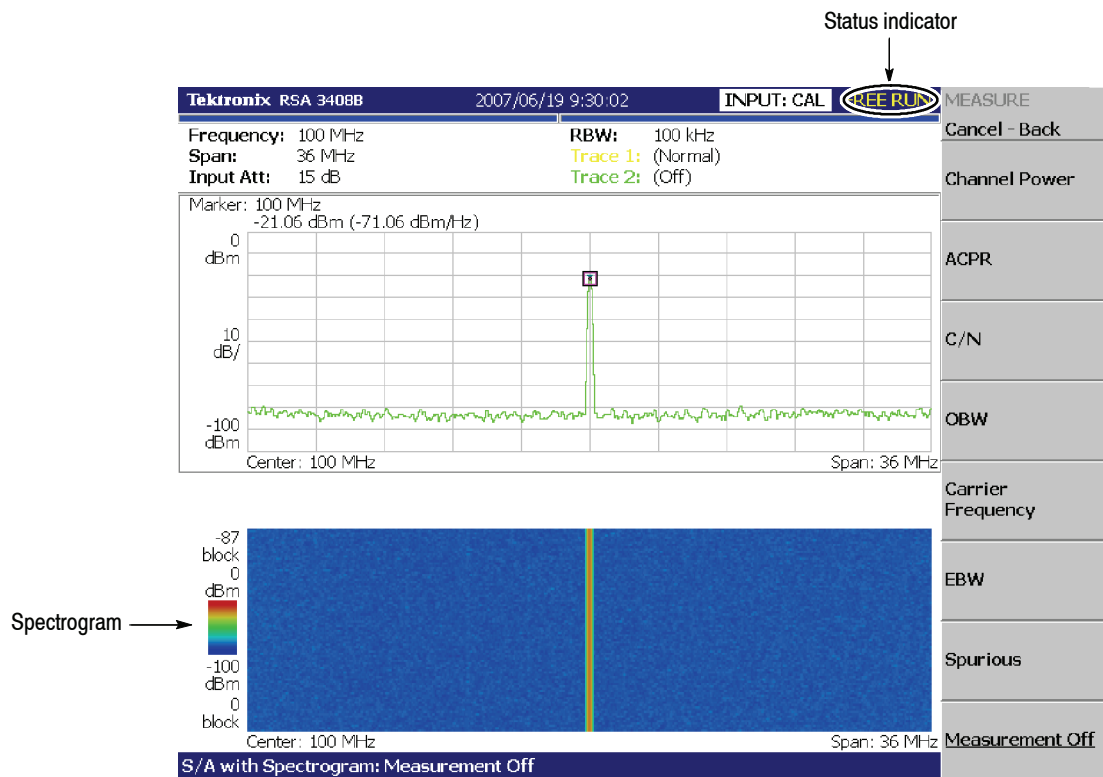 Status indicator
Tektronix RSA 3408B 2007/06/19 9:30:02 INPUT: CAL REE RUN MEASURE
Cancel - Back
Frequency: 100 MHz RBW: 100 kHz
Span: 36 MHz Trace 1: (Normal)
Input Att: 15 dB Trace 2: (Off)
Channel Power
Marker: 100 MHz
-21.06 dBm (-71.06 dBm/Hz)
0
dBm
ACPR
10
dB/
C/N
-100
dBm
OBW
Center: 100 MHz Span: 36 MHz
Carrier
Frequency
-87
block
0
dBm
EBW
Spectrogram
-100
dBm
Spurious
0
block
Center: 100 MHz Span: 36 MHz
Measurement Off
S/A with Spectrogram: Measurement Off